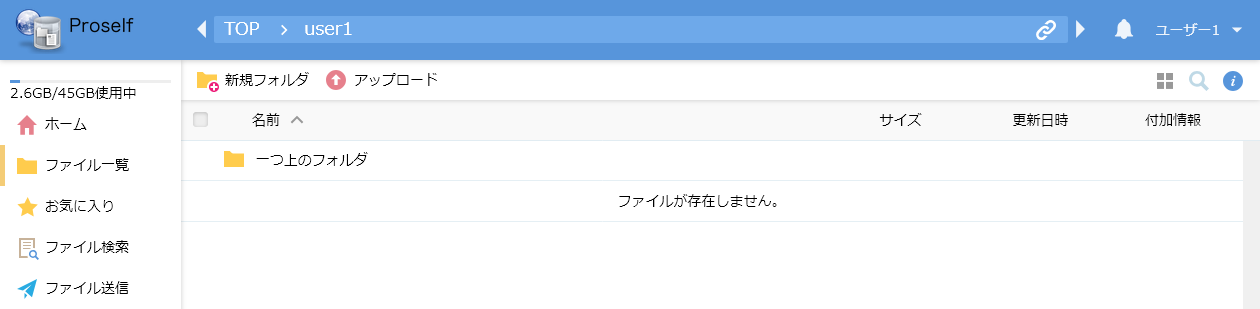 Proself
TOP > user1
ユーザー1
2.6GB/45GB使用中
ホーム
ファイル一覧
お気に入り
ファイル検索
ファイル送信
新規フォルダ アップロード
名前 サイズ 更新日時 付加情報
一つ上のフォルダ
ファイルが存在しません。